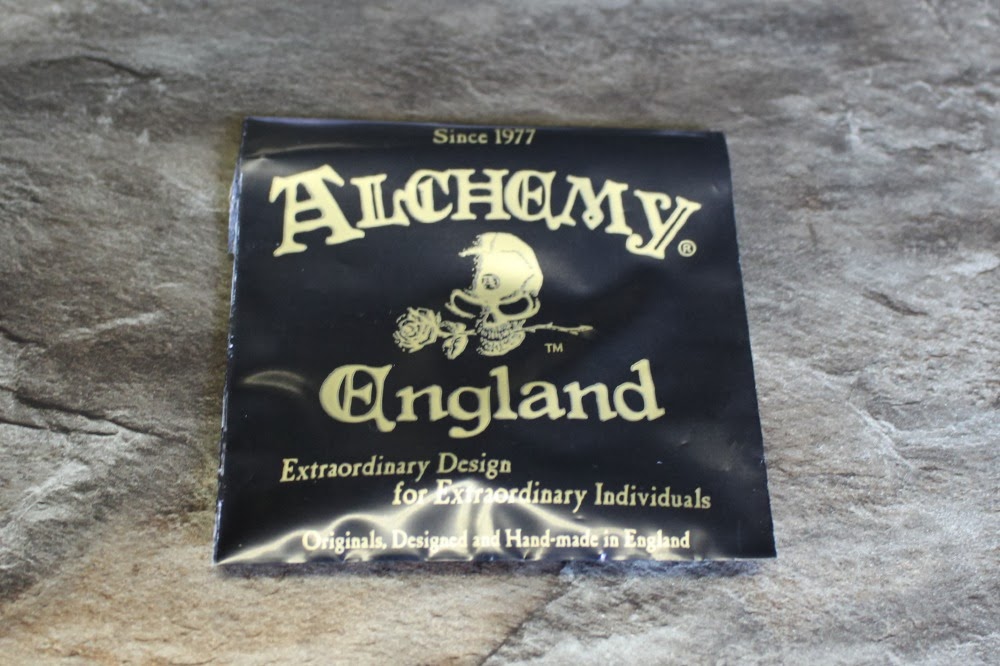 Since 1977
ALCHEMY®
™
England
Extraordinary Design
for Extraordinary Individuals
Originals, Designed and Hand-made in England